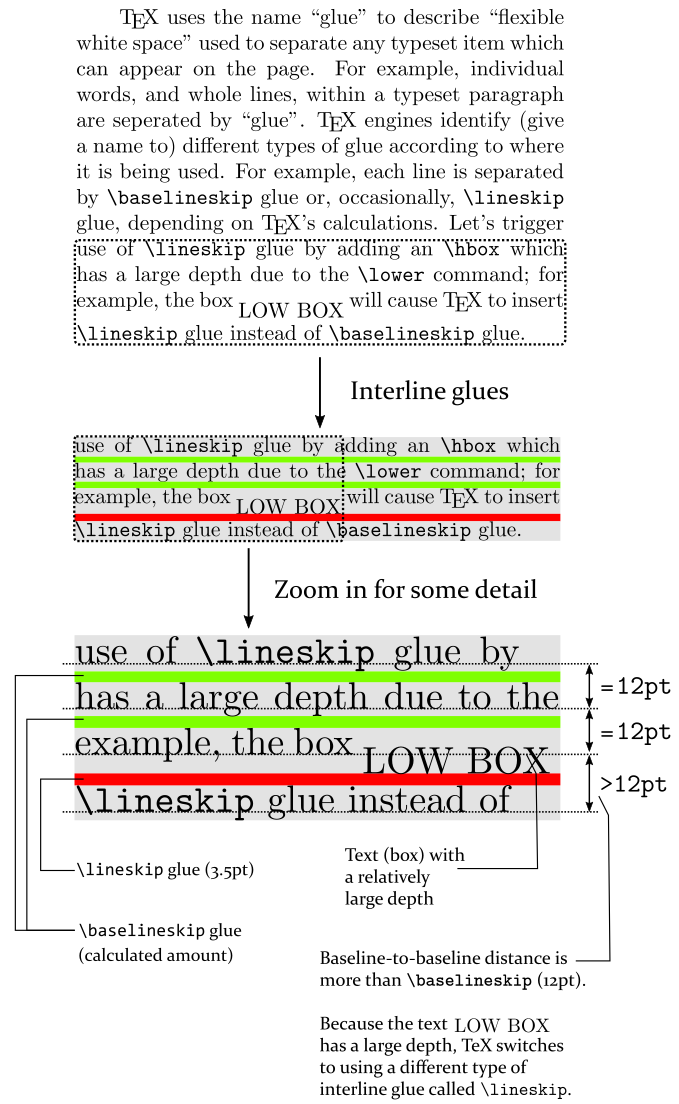 TEX uses the name “glue” to describe “flexible
white space” used to separate any typeset item which
can appear on the page. For example, individual
words, and whole lines, within a typeset paragraph
are seperated by “glue”. TEX engines identify (give
a name to) different types of glue according to where
it is being used. For example, each line is separated
by \baselineskip glue or, occasionally, \lineskip
glue, depending on TEX’s calculations. Let’s trigger
use of \lineskip glue by adding an \hbox which
has a large depth due to the \lower command; for
example, the box LOW BOX will cause TEX to insert
\lineskip glue instead of \baselineskip glue.
Interline glues
use of \lineskip glue by adding an \hbox which
has a large depth due to the \lower command; for
example, the box LOW BOX will cause TEX to insert
\lineskip glue instead of \baselineskip glue.
Zoom in for some detail
use of \lineskip glue by
has a large depth due to the
example, the box LOW BOX
\lineskip glue instead of
=12pt
=12pt
>12pt
\lineskip glue (3.5pt)
\baselineskip glue
(calculated amount)
Text (box) with
a relatively
large depth
Baseline-to-baseline distance is
more than \baselineskip (12pt).
Because the text LOW BOX
has a large depth, TeX switches
to using a different type of
interline glue called \lineskip.